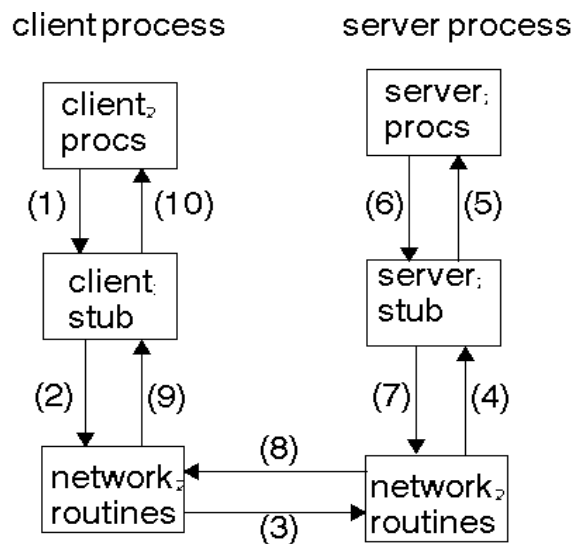 client process
server process
client
procs
server
procs
(1)
(10)
(6)
(5)
client
stub
server
stub
(2)
(9)
(7)
(4)
(8)
network
routines
(3)
network
routines